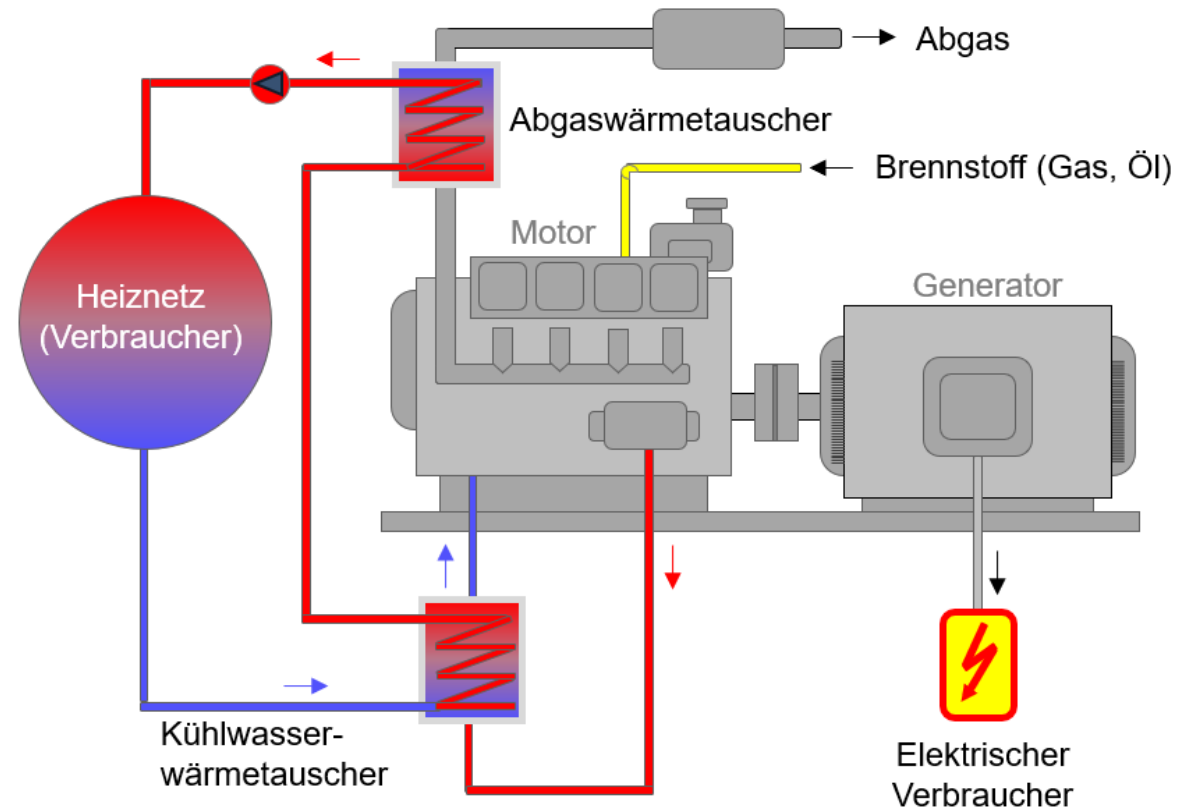 Abgas
Abgaswärmetauscher
Brennstoff (Gas, Öl)
Motor
Generator
Heiznetz
(Verbraucher)
Kühlwasser-
wärmetauscher
Elektrischer
Verbraucher